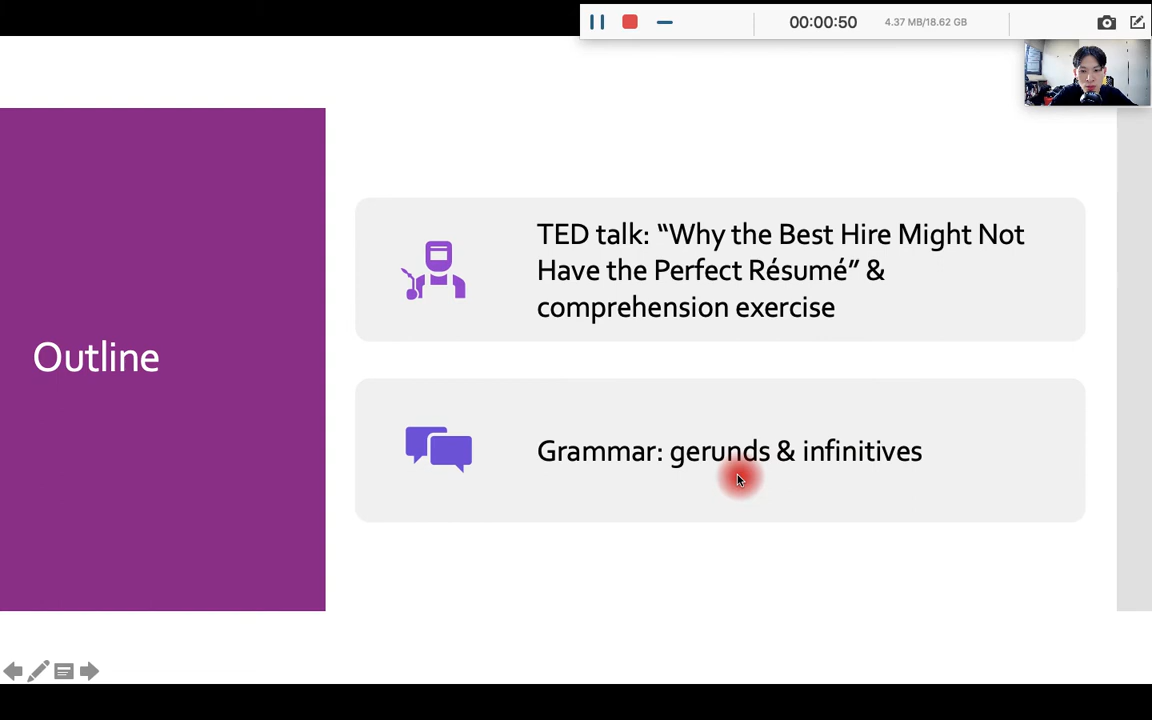 00:00:50
4.37 MB/18.62 GB
Outline
TED talk: “Why the Best Hire Might Not
Have the Perfect Résumé” &
comprehension exercise
Grammar: gerunds & infinitives